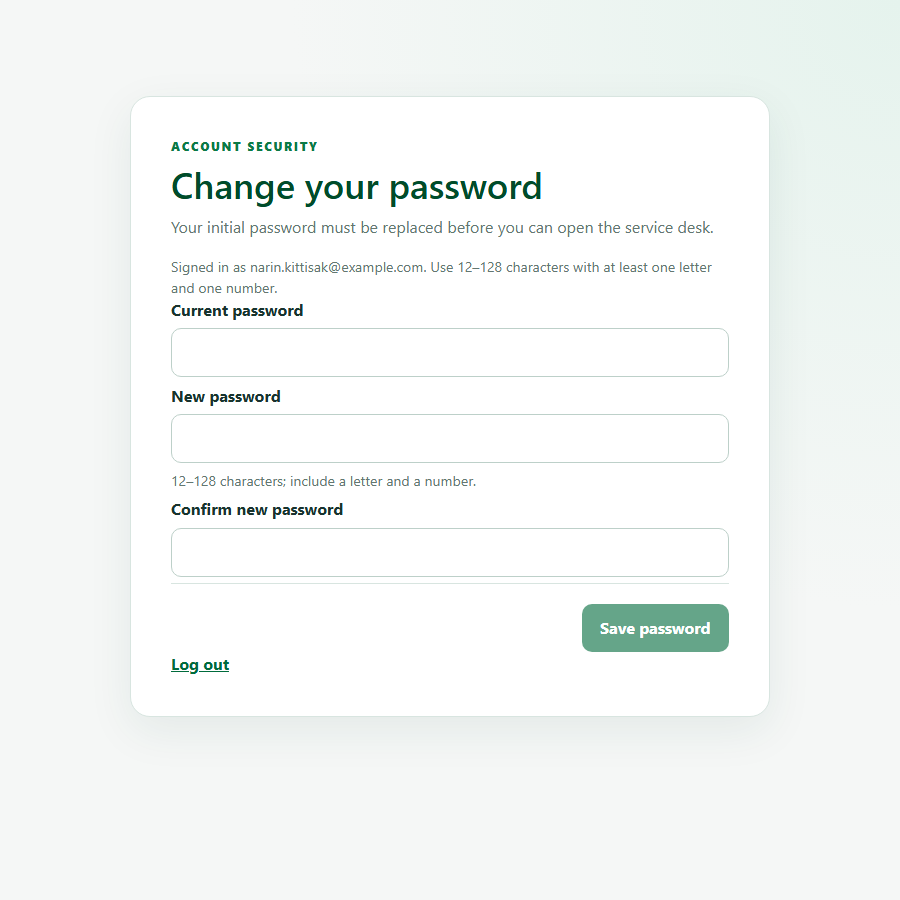 ACCOUNT SECURITY
Change your password
Your initial password must be replaced before you can open the service desk.
Signed in as narin.kittisak@example.com. Use 12–128 characters with at least one letter
and one number.
Current password
New password
12–128 characters; include a letter and a number.
Confirm new password
Save password
Log out